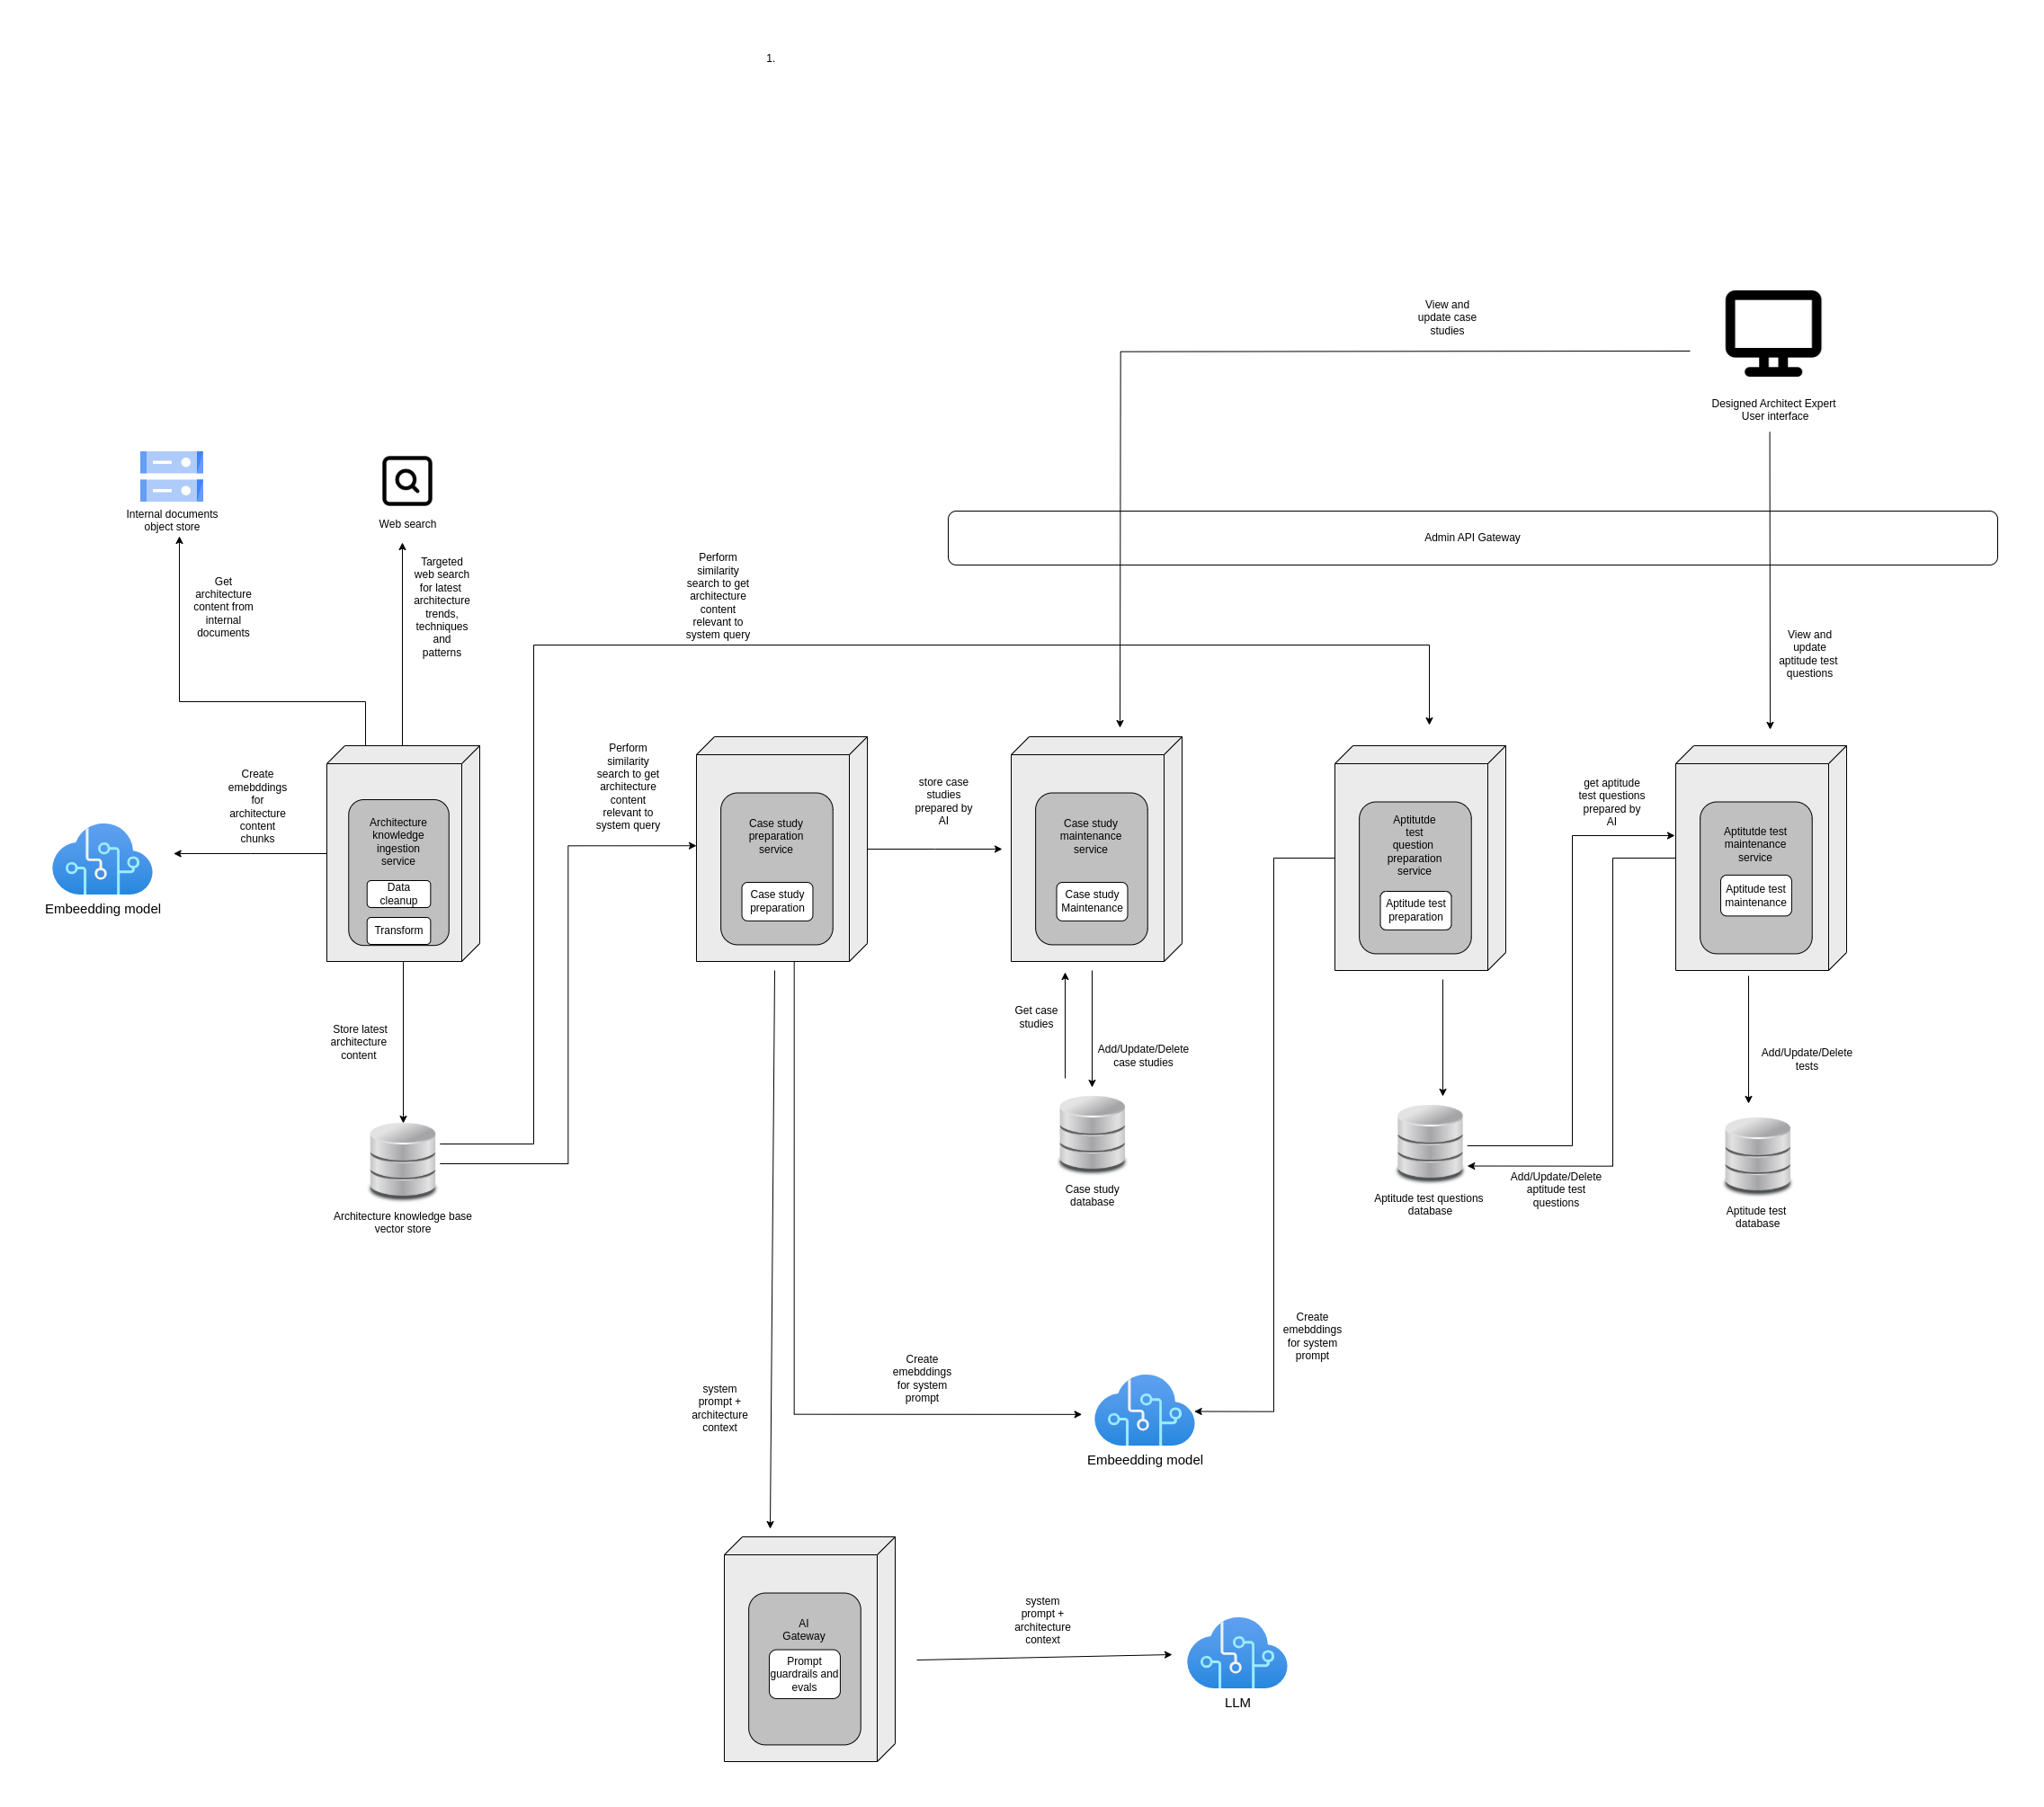 1.
View and
update case
studies
Designed Architect Expert
User interface
Internal documents
object store
Web search
Admin API Gateway
Get
architecture
content from
internal
documents
Targeted
web search
for latest
architecture
trends,
techniques
and
patterns
Perform
similarity
search to get
architecture
content
relevant to
system query
View and
update
aptitude test
questions
Create
emebddings
for
architecture
content
chunks
Embeedding model
Architecture
knowledge
ingestion
service
Data
cleanup
Transform
Perform
similarity
search to get
architecture
content
relevant to
system query
Case study
preparation
service
Case study
preparation
store case
studies
prepared by
AI
Case study
maintenance
service
Case study
Maintenance
Aptitutde
test
question
preparation
service
Aptitude test
preparation
get aptitude
test questions
prepared by
AI
Aptitutde test
maintenance
service
Aptitude test
maintenance
Store latest
architecture
content
Get case
studies
Add/Update/Delete
case studies
Add/Update/Delete
tests
Architecture knowledge base
vector store
Case study
database
Aptitude test questions
database
Add/Update/Delete
aptitude test
questions
Aptitude test
database
system
prompt +
architecture
context
Create
emebddings
for system
prompt
Create
emebddings
for system
prompt
Embeedding model
AI
Gateway
Prompt
guardrails and
evals
system
prompt +
architecture
context
LLM